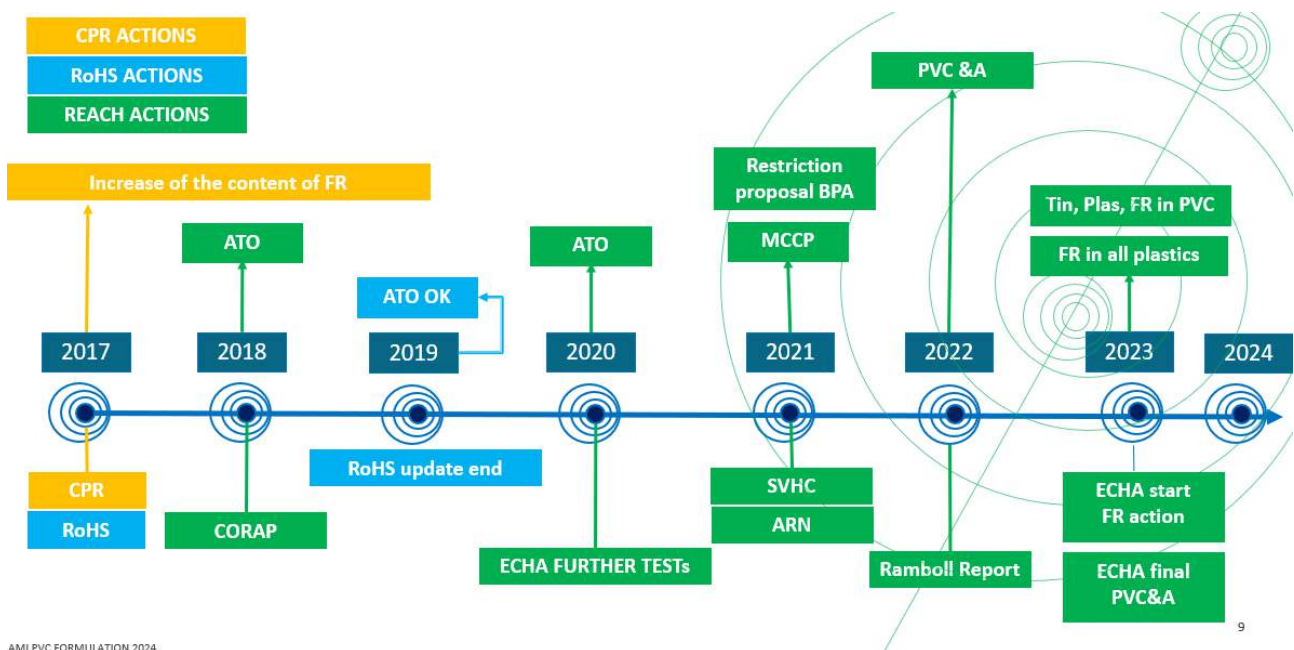 CPR ACTIONS
RoHS ACTIONS
REACH ACTIONS
PVC &A
Restriction
proposal BPA
Increase of the content of FR
Tin, Plas, FR in PVC
ATO
ATO
MCCP
FR in all plastics
ATO OK
2017
2018
2019
2020
2021
2022
2023
2024
RoHS update end
CPR
RoHS
CORAP
SVHC
ARN
ECHA start
FR action
ECHA FURTHER TESTs
Ramboll Report
ECHA final
PVC&A
9
AMI PVC FORMULATION 2024